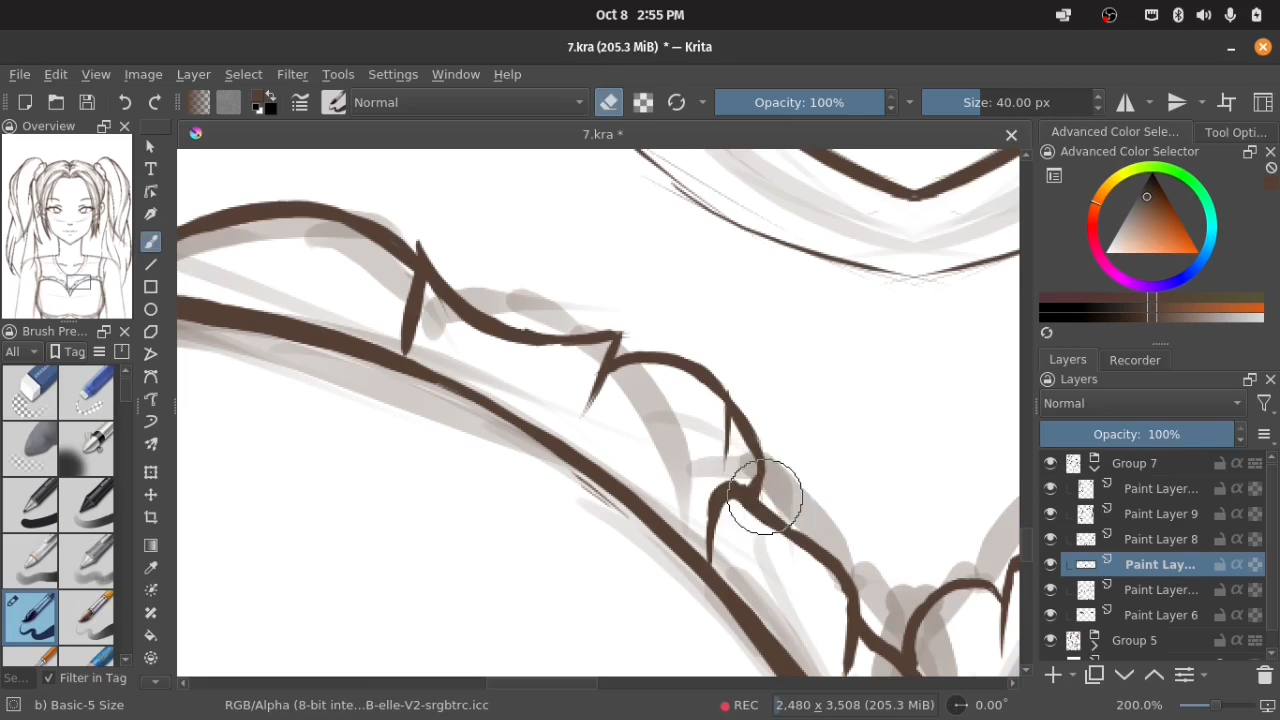 Oct 8 2:55 PM
7.kra (205.3 MiB) * — Krita
File Edit View Image Layer Select Filter Tools Settings Window Help
Normal Opacity: 100% Size: 40.00 px
Overview
7.kra *
Advanced Color Sele... Tool Opti...
Advanced Color Selector
Brush Pre...
All Tag
Layers Recorder
Layers
Normal
Opacity: 100%
Group 7
Paint Layer...
Paint Layer 9
Paint Layer 8
Paint Lay...
Paint Layer...
Paint Layer 6
Group 5
Se... Filter in Tag
b) Basic-5 Size RGB/Alpha (8-bit inte...B-elle-V2-srgbtrc.icc REC 2,480 x 3,508 (205.3 MiB) 0.00° 200.0%